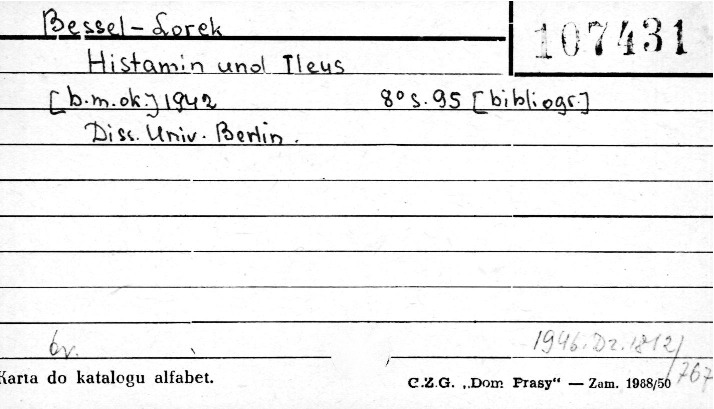 Bessel-Lorek
107431
Histamin und Ileus
[b.m.ok.] 1942 8° s. 95 [bibliogr.]
Diss. Univ. Berlin.
br. 1946.Dz.1812/767
Karta do katalogu alfabet. C.Z.G. „Dom Prasy“ — Zam. 1988/50